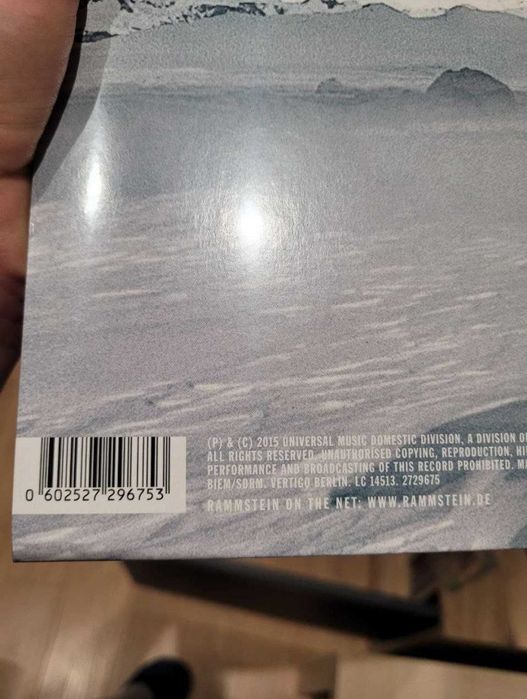 (P) & (C) 2015 UNIVERSAL MUSIC DOMESTIC DIVISION, A DIVISION
ALL RIGHTS RESERVED. UNAUTHORISED COPYING, REPRODUCTION,
PERFORMANCE AND BROADCASTING OF THIS RECORD PROHIBITED.
BIEM/SDRM. VERTIGO BERLIN. LC 14513. 2729675
RAMMSTEIN ON THE NET: WWW.RAMMSTEIN.DE
0 602527 296753